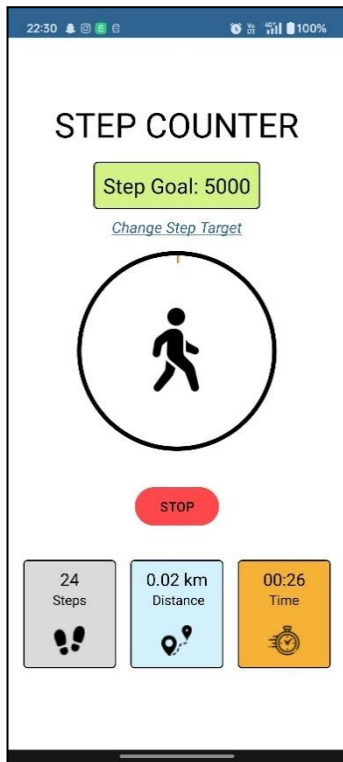 22:30
100%
STEP COUNTER
Step Goal: 5000
Change Step Target
STOP
24
Steps
0.02 km
Distance
00:26
Time